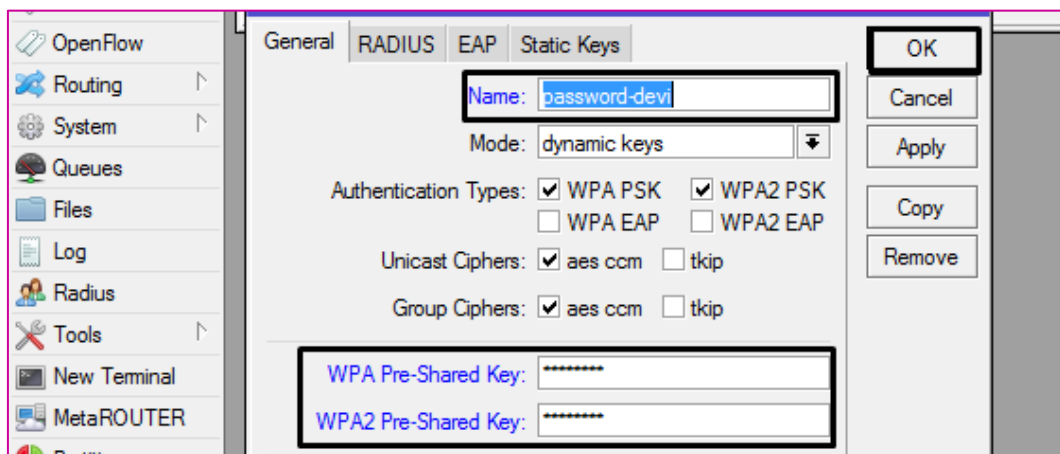 OpenFlow
Routing
System
Queues
Files
Log
Radius
Tools
New Terminal
MetaROUTER
General RADIUS EAP Static Keys
Name: password-devi
Mode: dynamic keys
Authentication Types: WPA PSK WPA2 PSK
WPA EAP WPA2 EAP
Unicast Ciphers: aes ccm tkip
Group Ciphers: aes ccm tkip
WPA Pre-Shared Key: ********
WPA2 Pre-Shared Key: ********
OK
Cancel
Apply
Copy
Remove